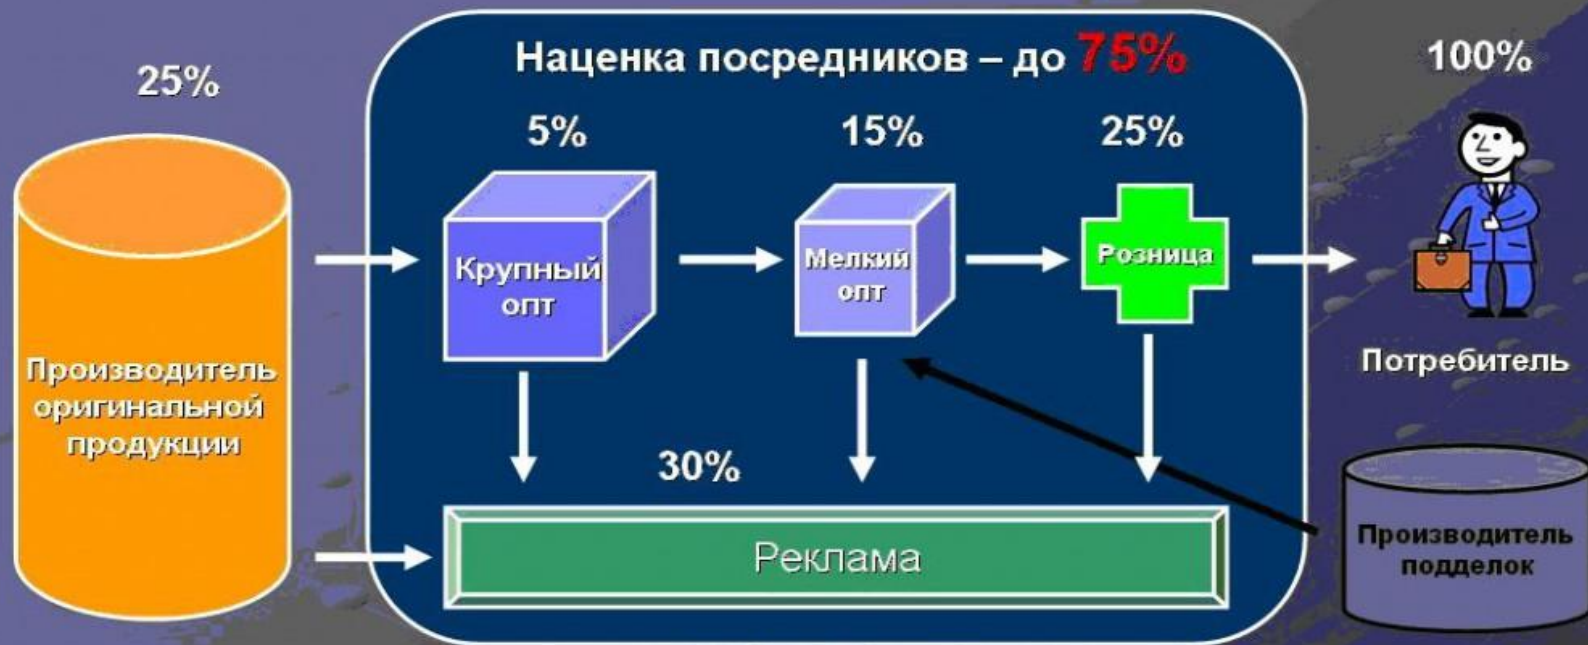 Наценка посредников – до 75%
25%
100%
5%
15%
25%
Крупный
опт
Мелкий
опт
Розница
Производитель
оригинальной
продукции
Потребитель
30%
Реклама
Производитель
подделок